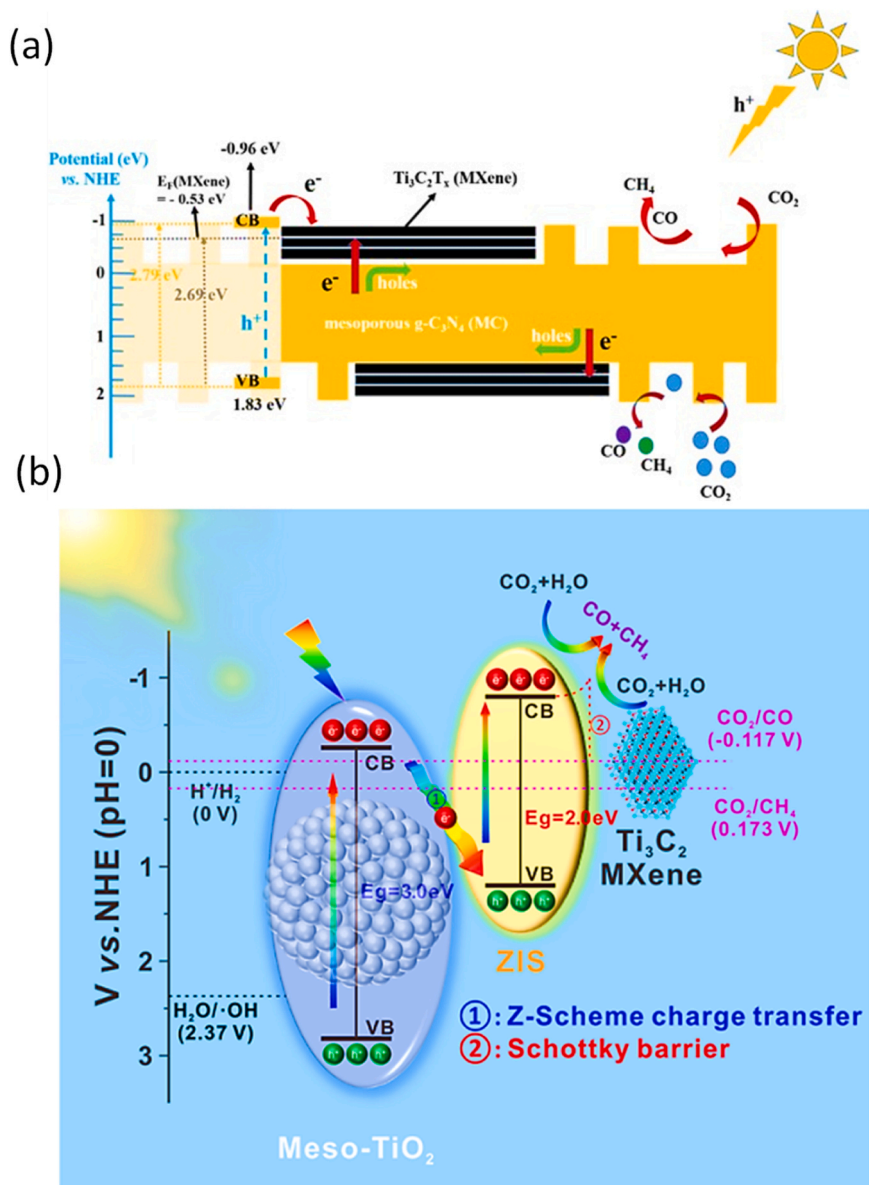 (a)
h⁺
-0.96 eV
Potential (eV)
vs. NHE
E_F(MXene)
= - 0.53 eV
e⁻
Ti₃C₂Tₓ (MXene)
CH₄
CO
CO₂
-1
CB
0
2.79 eV
2.69 eV
e⁻
holes
h⁺
mesoporous g-C₃N₄ (MC)
holes
e⁻
1
VB
2
1.83 eV
CO
CH₄
CO₂
(b)
CO₂+H₂O
CO+CH₄
CO₂+H₂O
-1
0
1
2
3
V vs.NHE (pH=0)
e⁻ e⁻ e⁻
CB
e⁻ e⁻ e⁻
CB
②
CO₂/CO
(-0.117 V)
H⁺/H₂
(0 V)
①
e⁻
CO₂/CH₄
(0.173 V)
Eg=2.0eV
Ti₃C₂
MXene
Eg=3.0eV
VB
h⁺ h⁺ h⁺
ZIS
H₂O/·OH
(2.37 V)
VB
h⁺ h⁺ h⁺
①: Z-Scheme charge transfer
②: Schottky barrier
Meso-TiO₂